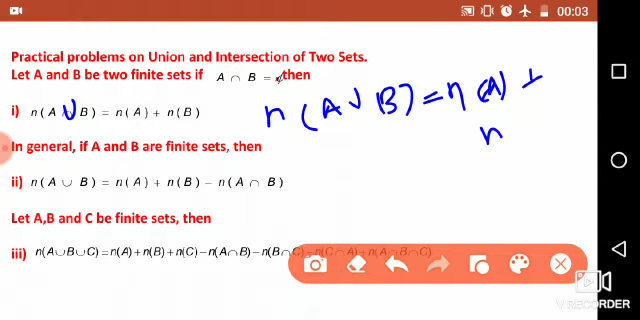 00:03
Practical problems on Union and Intersection of Two Sets.
Let A and B be two finite sets if A ∩ B = then
i) n ( A ∪ B ) = n ( A ) + n ( B )
n (A ∪ B) = n (A) +
n
In general, if A and B are finite sets, then
ii) n ( A ∪ B ) = n ( A ) + n ( B ) − n ( A ∩ B )
Let A,B and C be finite sets, then
iii) n(A∪B∪C) = n(A) + n(B) + n(C) − n(A∩B) − n(B∩C) − n(C∩A) + n(A∩B∩C)
V RECORDER